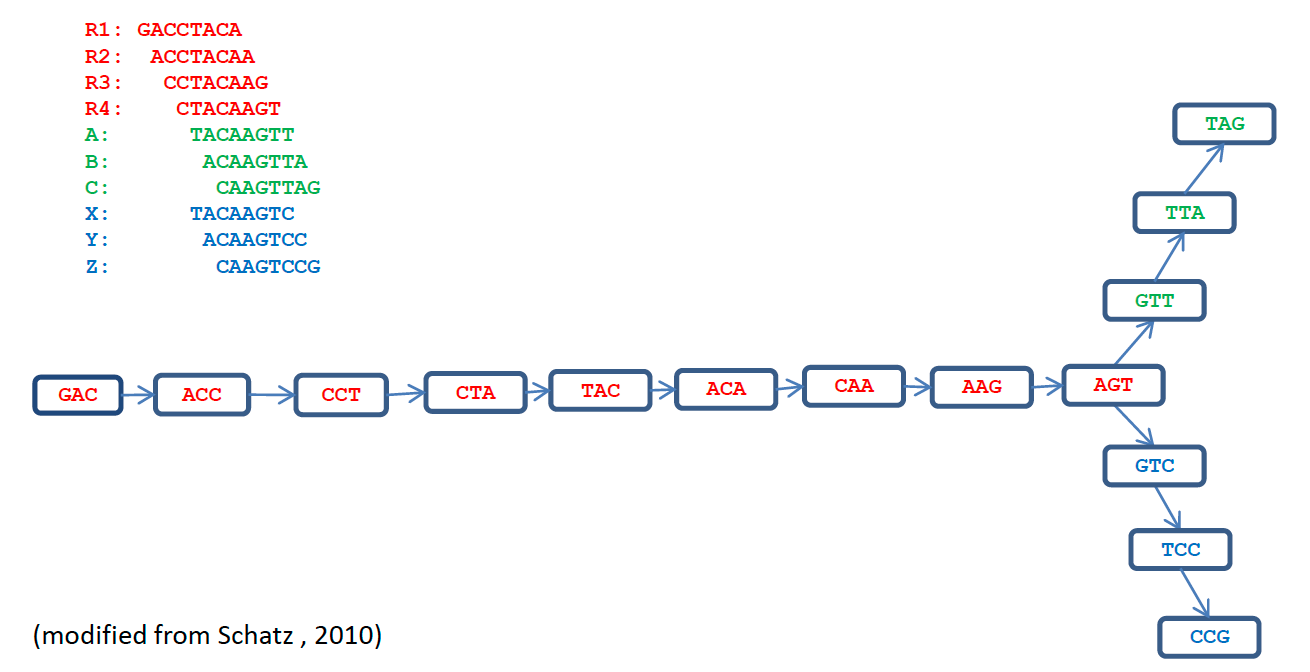 R1: GACCTACA
R2: ACCTACAA
R3: CCTACAAG
R4: CTACAAGT
A: TACAAGTT
B: ACAAGTTA
C: CAAGTTAG
X: TACAAGTC
Y: ACAAGTCC
Z: CAAGTCCG
TAG
TTA
GTT
GAC ACC CCT CTA TAC ACA CAA AAG AGT
GTC
TCC
CCG
(modified from Schatz , 2010)